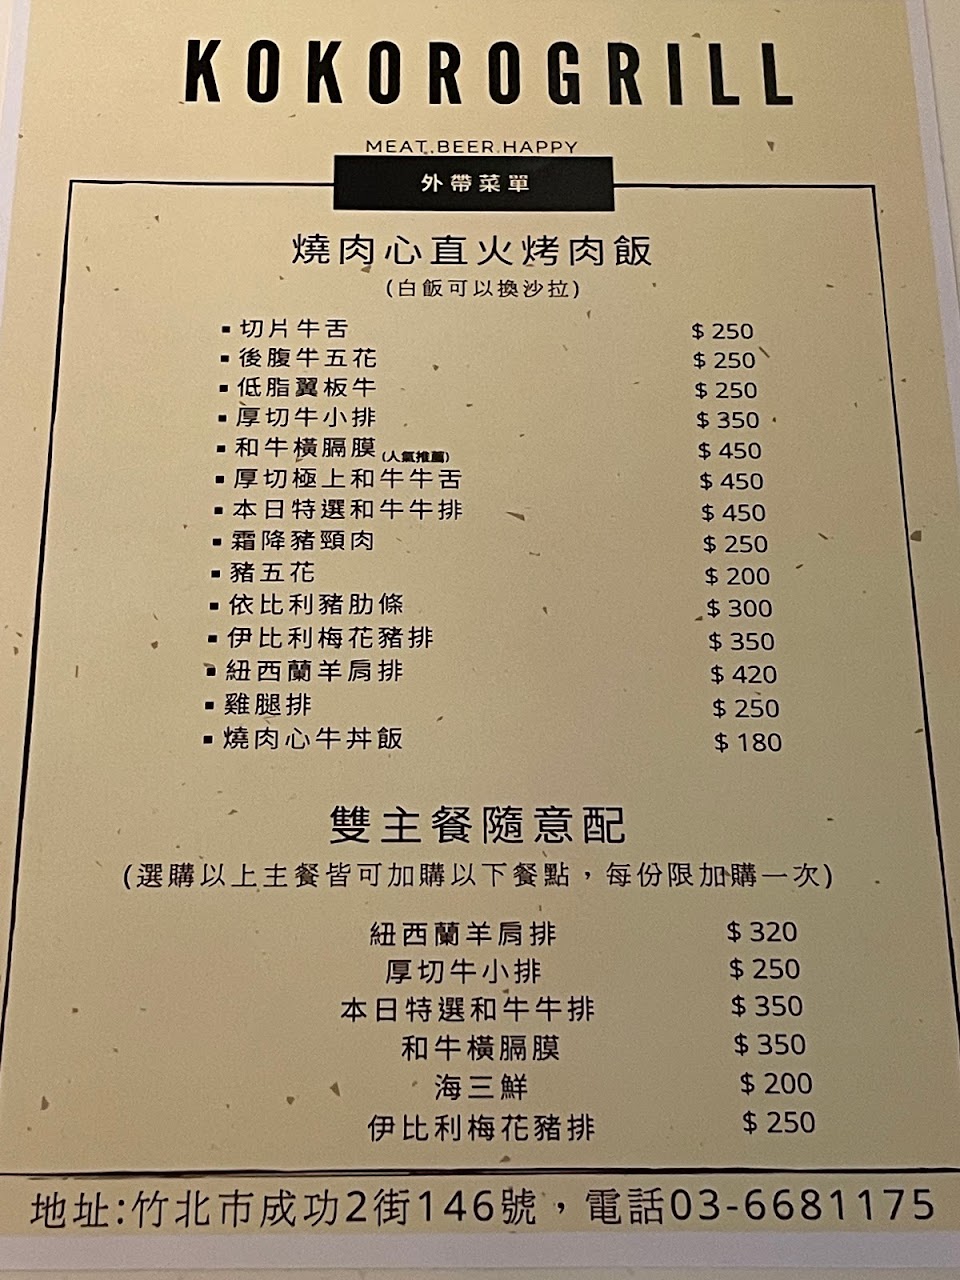 KOKOROGRILL
MEAT.BEER.HAPPY
外帶菜單
燒肉心直火烤肉飯
(白飯可以換沙拉)
▪ 切片牛舌 $ 250
▪ 後腹牛五花 $ 250
▪ 低脂翼板牛 $ 250
▪ 厚切牛小排 $ 350
▪ 和牛橫膈膜(人氣推薦) $ 450
▪ 厚切極上和牛牛舌 $ 450
▪ 本日特選和牛牛排 $ 450
▪ 霜降豬頸肉 $ 250
▪ 豬五花 $ 200
▪ 依比利豬肋條 $ 300
▪ 伊比利梅花豬排 $ 350
▪ 紐西蘭羊肩排 $ 420
▪ 雞腿排 $ 250
▪ 燒肉心牛丼飯 $ 180
雙主餐隨意配
(選購以上主餐皆可加購以下餐點，每份限加購一次)
紐西蘭羊肩排 $ 320
厚切牛小排 $ 250
本日特選和牛牛排 $ 350
和牛橫膈膜 $ 350
海三鮮 $ 200
伊比利梅花豬排 $ 250
地址:竹北市成功2街146號，電話03-6681175